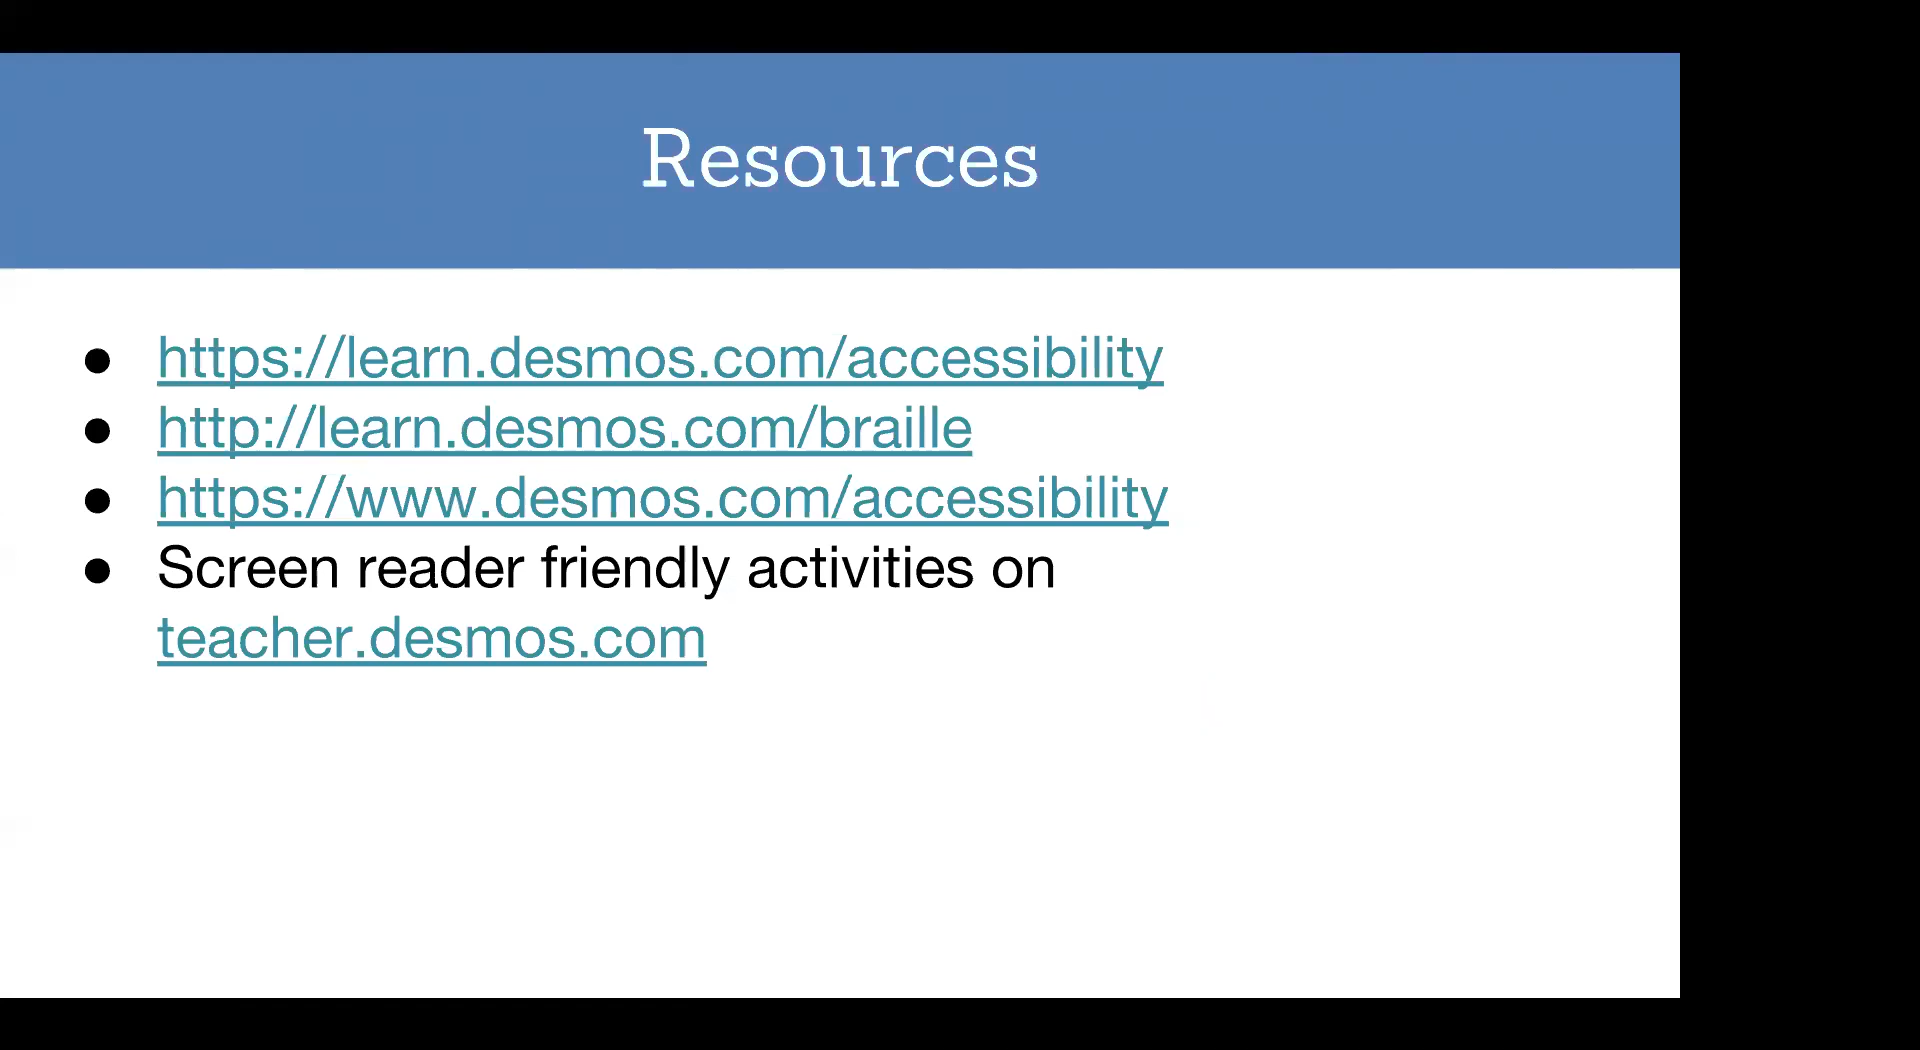 Resources
● https://learn.desmos.com/accessibility
● http://learn.desmos.com/braille
● https://www.desmos.com/accessibility
● Screen reader friendly activities on
teacher.desmos.com